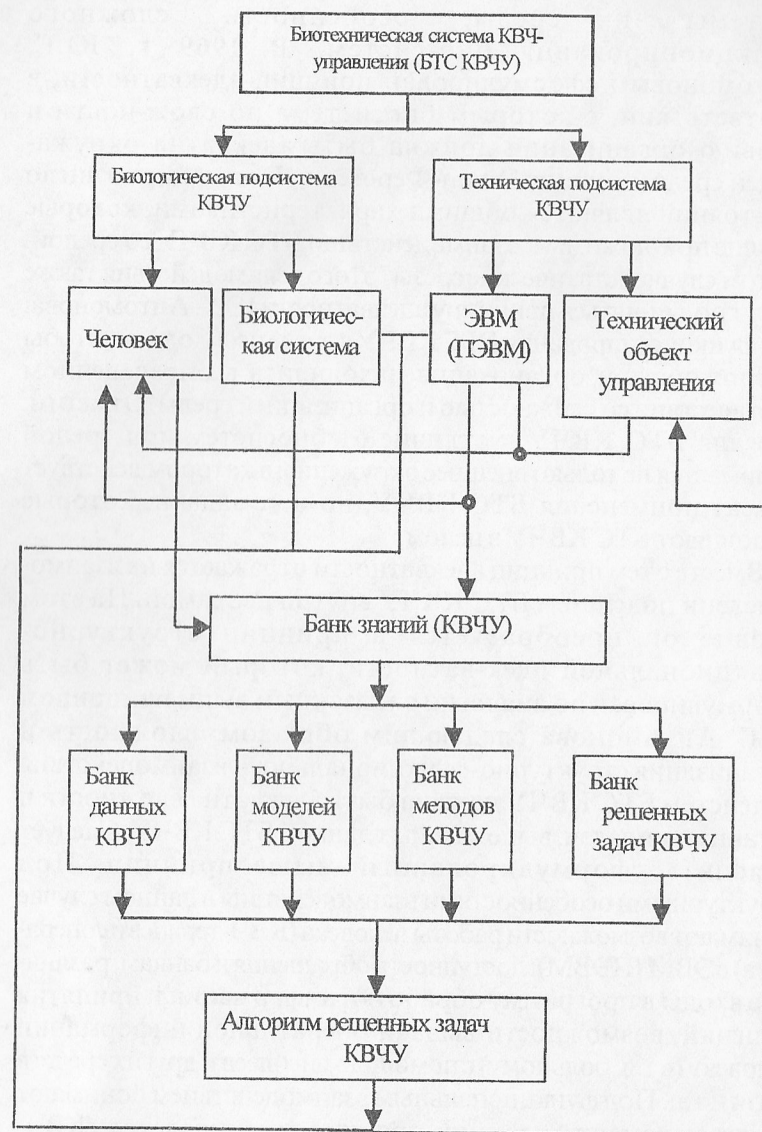 Биотехническая система КВЧ-
управления (БТС КВЧУ)
Биологическая подсистема
КВЧУ
Техническая подсистема
КВЧУ
Человек
Биологичес-
кая система
ЭВМ
(ПЭВМ)
Технический
объект
управления
Банк знаний (КВЧУ)
Банк
данных
КВЧУ
Банк
моделей
КВЧУ
Банк
методов
КВЧУ
Банк
решенных
задач КВЧУ
Алгоритм решенных задач
КВЧУ